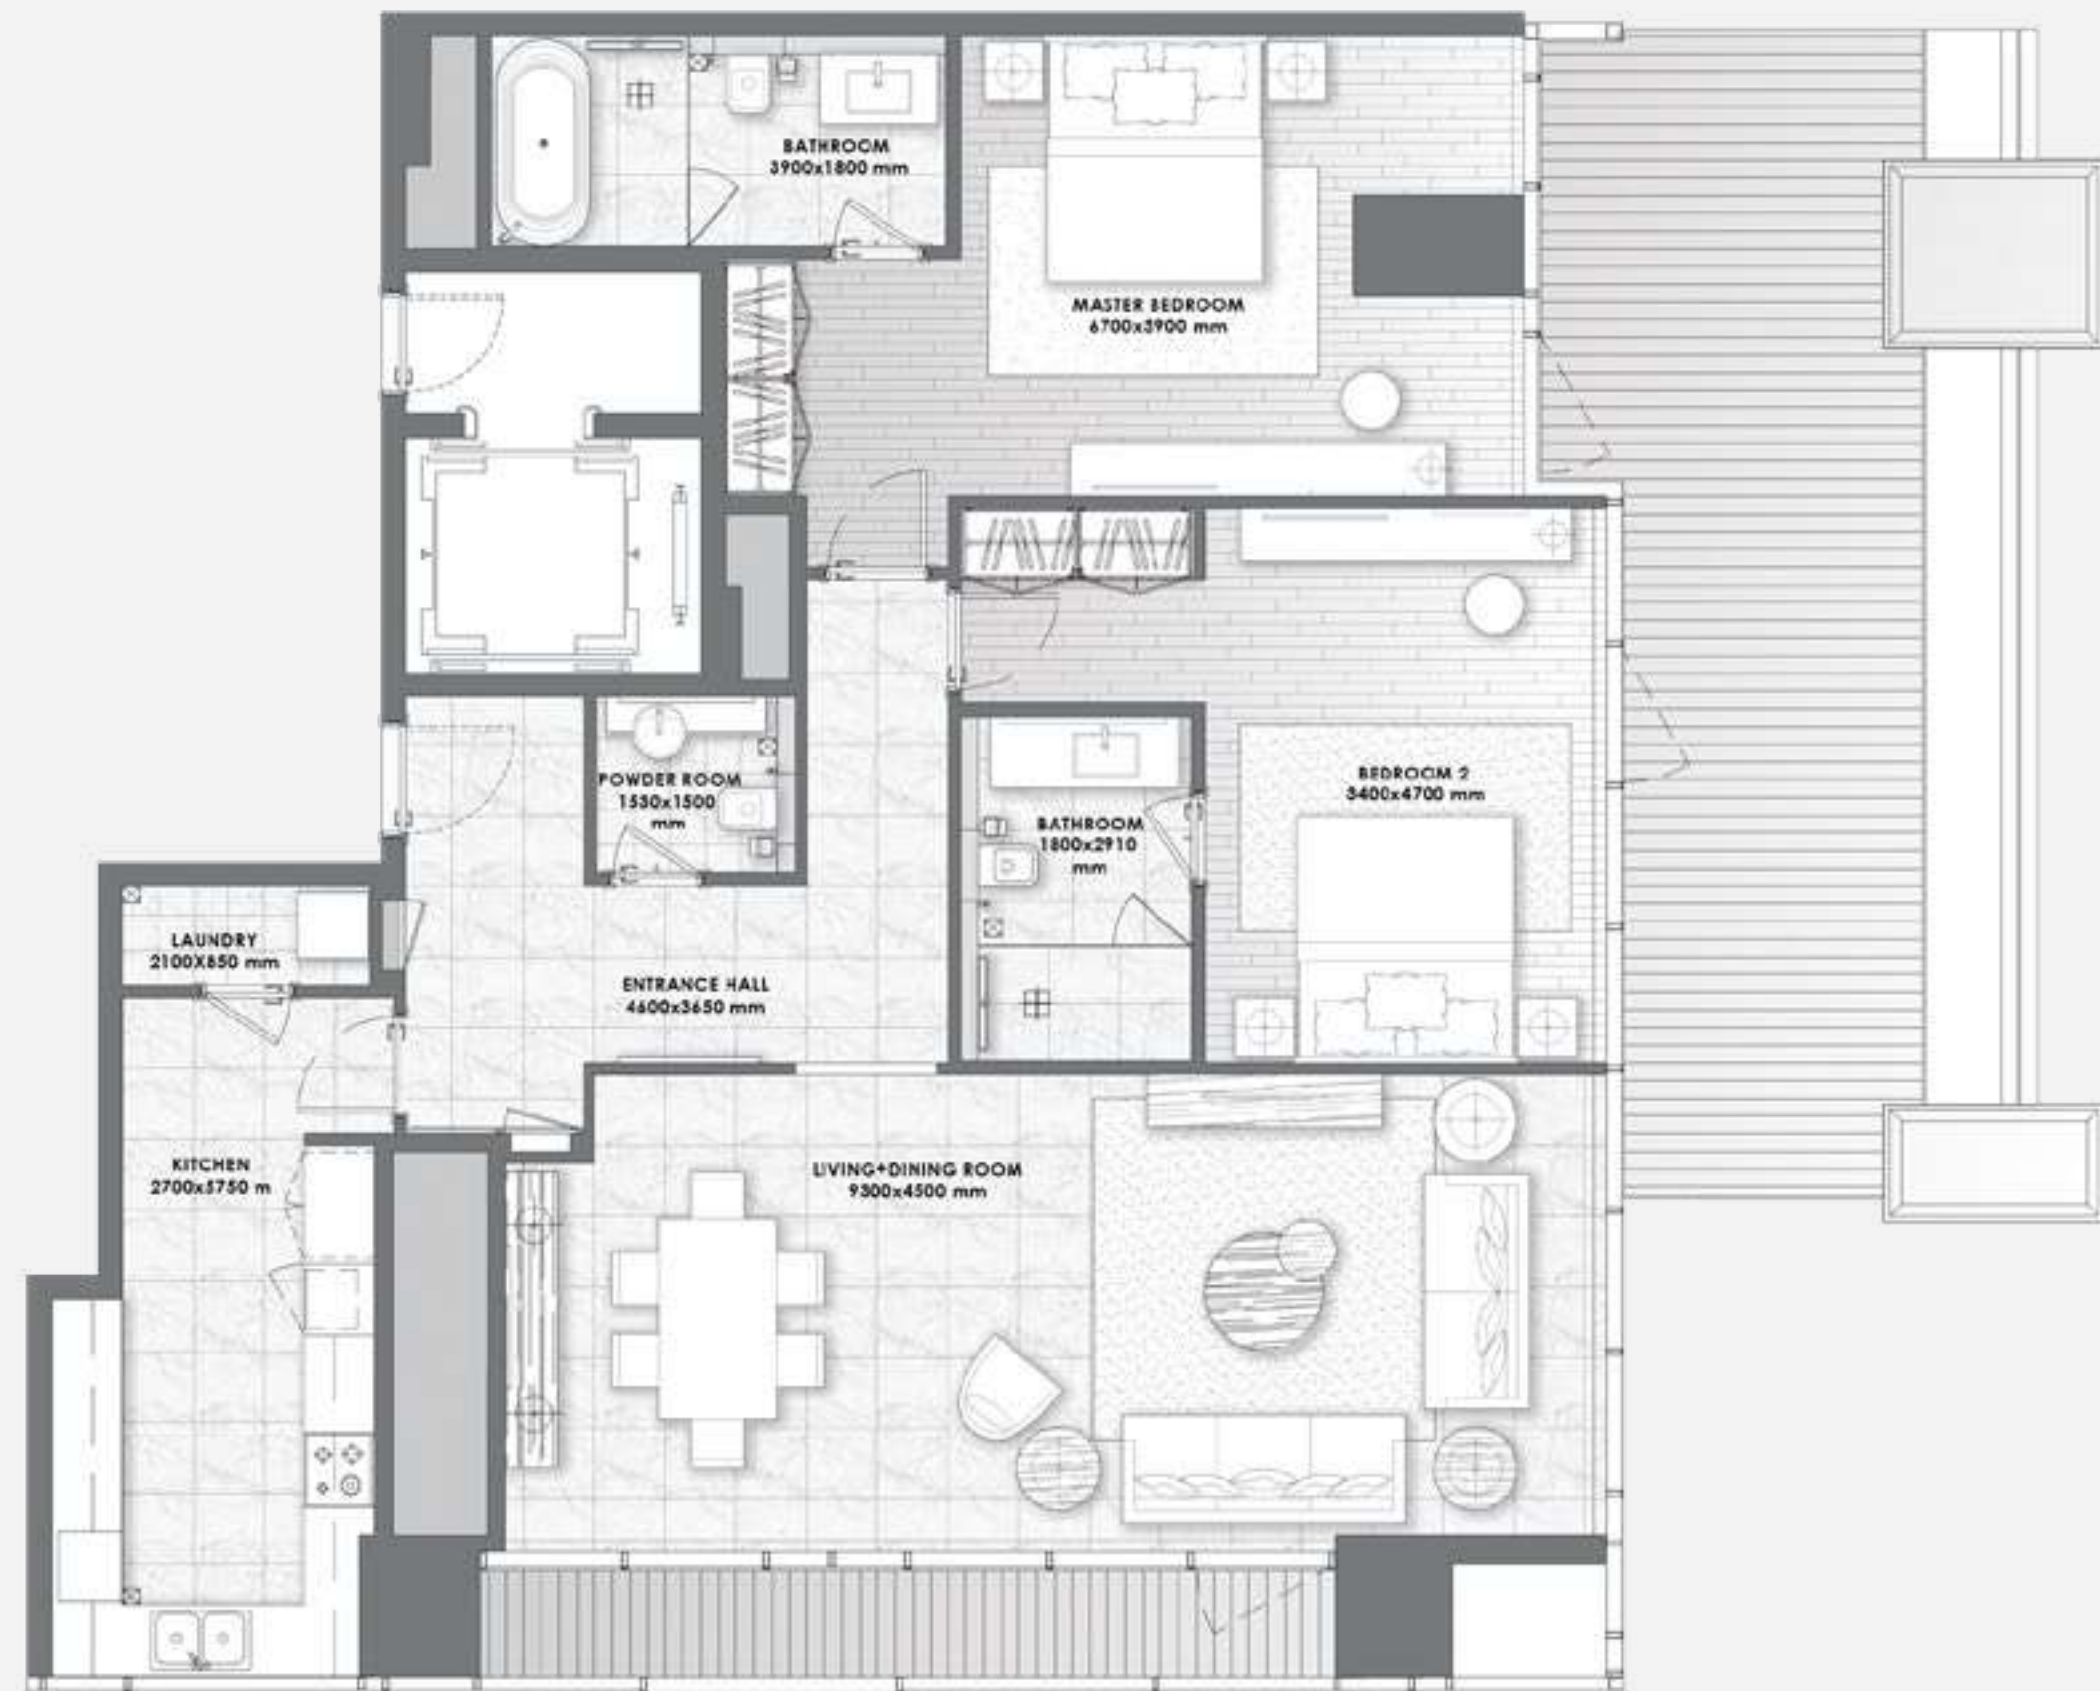 BATHROOM
3900x1800 mm
MASTER BEDROOM
6700x3900 mm
POWDER ROOM
1530x1500
mm
BEDROOM 2
3400x4700 mm
BATHROOM
1800x2910
mm
LAUNDRY
2100X850 mm
ENTRANCE HALL
4600x3650 mm
KITCHEN
2700x5750 m
LIVING+DINING ROOM
9300x4500 mm